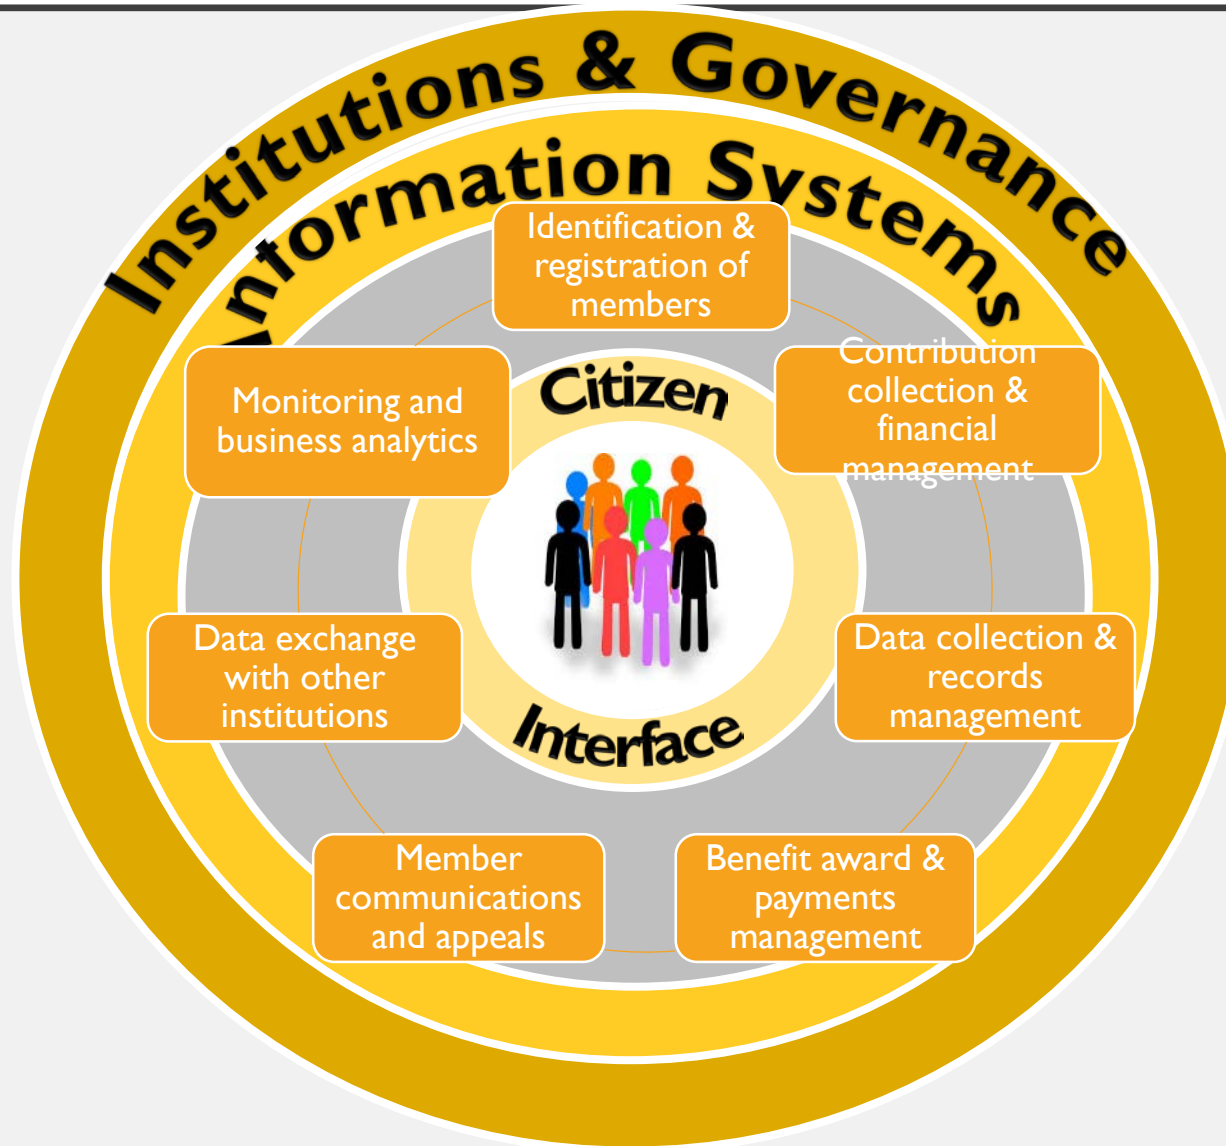 Institutions & Governance
Information Systems
Identification &
registration of
members
Contribution
collection &
financial
management
Monitoring and
business analytics
Citizen
Interface
Data exchange
with other
institutions
Data collection &
records
management
Member
communications
and appeals
Benefit award &
payments
management